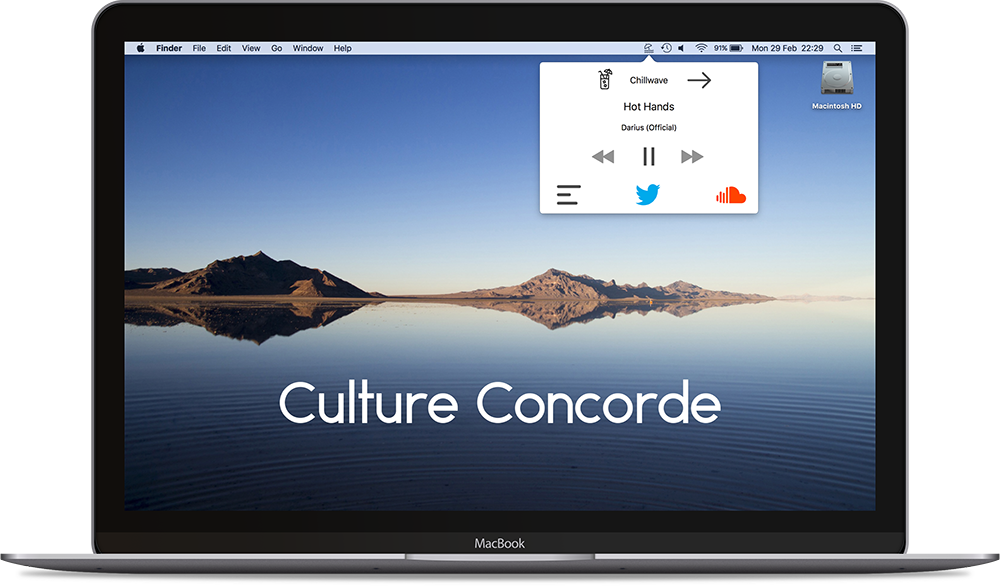 Finder File Edit View Go Window Help 91% Mon 29 Feb 22:29
Chillwave
Macintosh HD
Hot Hands
Darius (Official)
Culture Concorde
MacBook